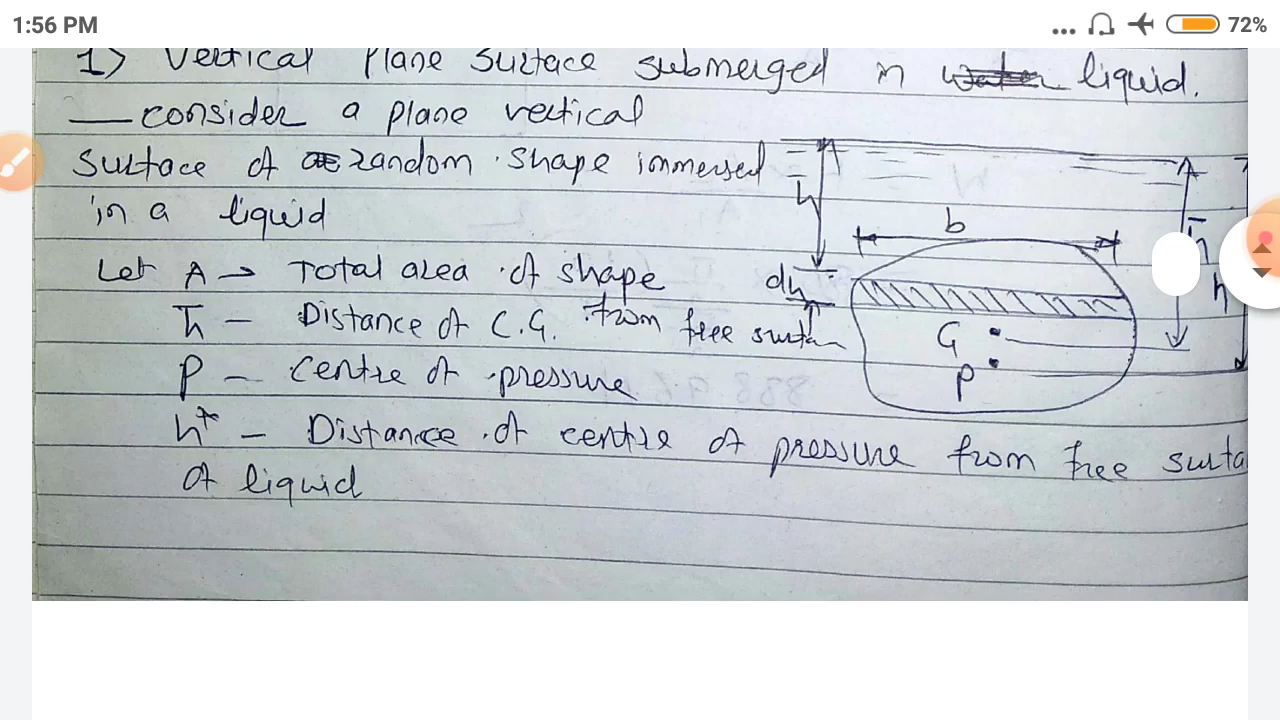 1:56 PM
... 72%
1> Vertical Plane surface submerged in water liquid.
— consider a plane vertical
surface of random shape immersed
in a liquid
Let A → Total area of shape
h̄ — Distance of C.G. from free surface
P — Centre of pressure
h* — Distance of centre of pressure from free surfa
of liquid
h
b
dh
h̄
h
G
P